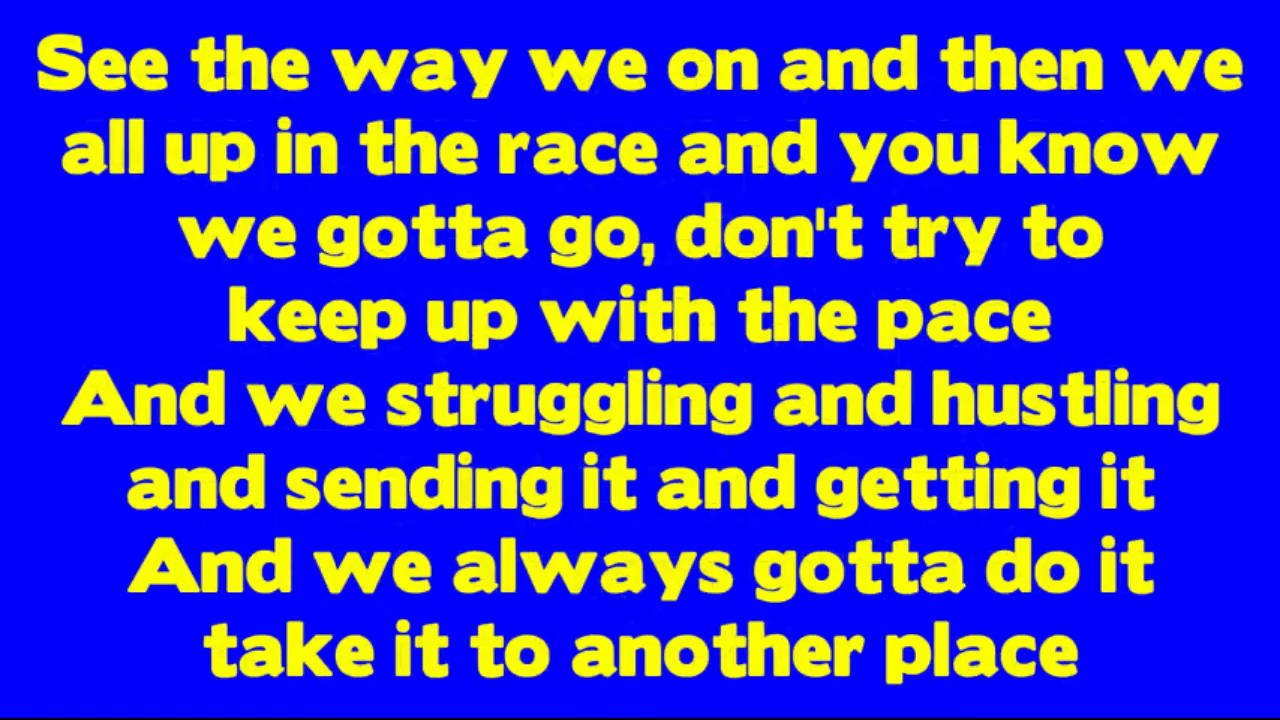 See the way we on and then we
all up in the race and you know
we gotta go, don't try to
keep up with the pace
And we struggling and hustling
and sending it and getting it
And we always gotta do it
take it to another place